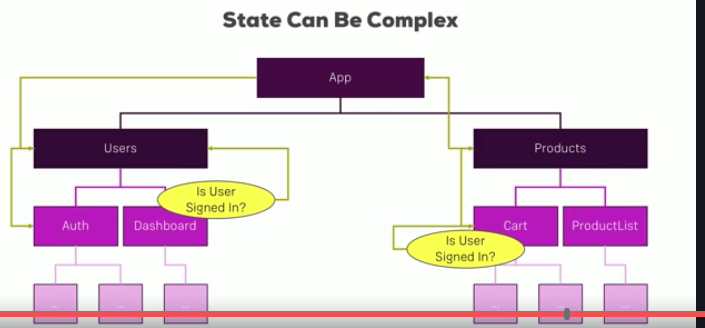 State Can Be Complex
App
Users
Products
Is User
Signed In?
Auth
Dashboard
Cart
ProductList
Is User
Signed In?
...
...
...
...
...
...